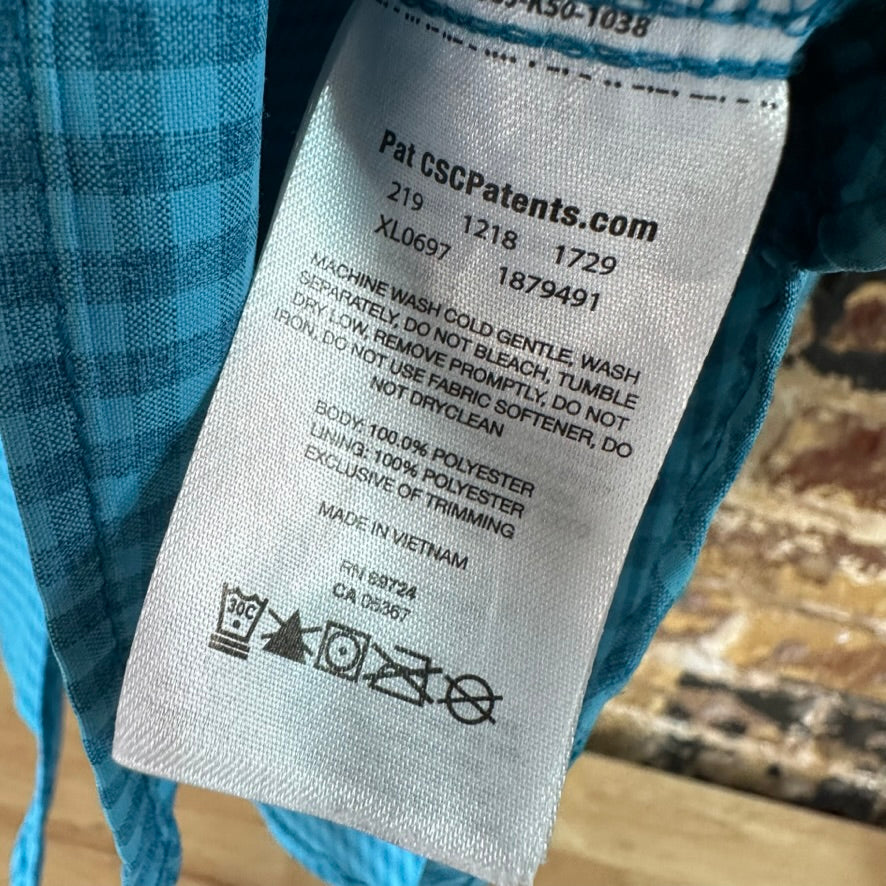 -K50-1038
Pat CSCPatents.com
219 1218 1729
XL0697 1879491
MACHINE WASH COLD GENTLE, WASH
SEPARATELY, DO NOT BLEACH, TUMBLE
DRY LOW, REMOVE PROMPTLY, DO NOT
IRON, DO NOT USE FABRIC SOFTENER, DO
NOT DRYCLEAN
BODY: 100.0% POLYESTER
LINING: 100% POLYESTER
EXCLUSIVE OF TRIMMING
MADE IN VIETNAM
RN 69724
CA 05367
30C